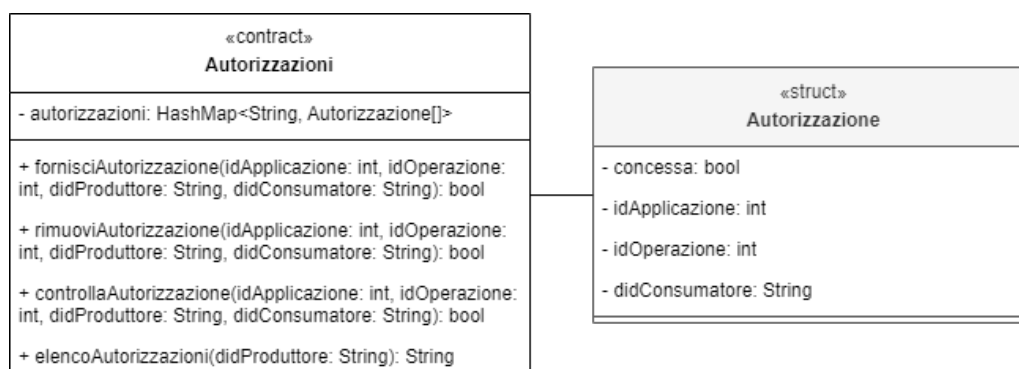 «contract»
Autorizzazioni
- autorizzazioni: HashMap<String, Autorizzazione[]>
+ fornisciAutorizzazione(idApplicazione: int, idOperazione:
int, didProduttore: String, didConsumatore: String): bool
+ rimuoviAutorizzazione(idApplicazione: int, idOperazione:
int, didProduttore: String, didConsumatore: String): bool
+ controllaAutorizzazione(idApplicazione: int, idOperazione:
int, didProduttore: String, didConsumatore: String): bool
+ elencoAutorizzazioni(didProduttore: String): String
«struct»
Autorizzazione
- concessa: bool
- idApplicazione: int
- idOperazione: int
- didConsumatore: String